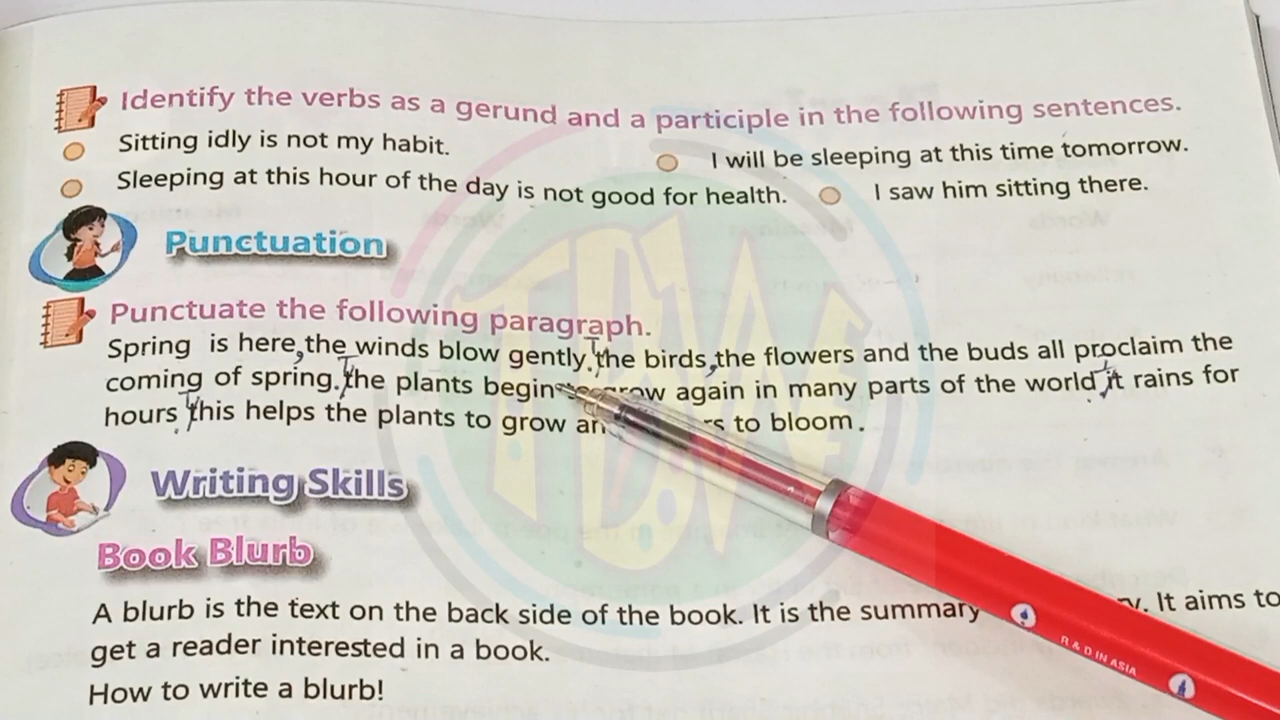 Identify the verbs as a gerund and a participle in the following sentences.
Sitting idly is not my habit.
I will be sleeping at this time tomorrow.
Sleeping at this hour of the day is not good for health.
I saw him sitting there.
Punctuation
Punctuate the following paragraph.
Spring is here, the winds blow gently. The birds, the flowers and the buds all proclaim the
coming of spring. The plants begin grow again in many parts of the world. It rains for
hours. This helps the plants to grow to bloom.
Writing Skills
Book Blurb
A blurb is the text on the back side of the book. It is the summary It aims to
get a reader interested in a book.
How to write a blurb!
R & D IN ASIA